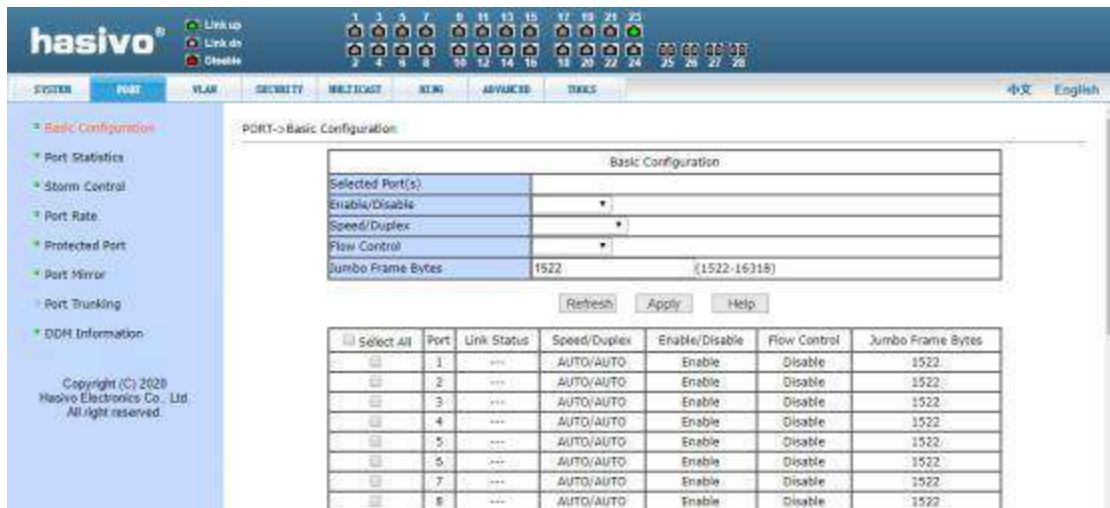 hasivo®
Link up
Link dn
Disable
1 3 5 7 9 11 13 15 17 19 21 23
2 4 6 8 10 12 14 16 18 20 22 24 25 26 27 28
SYSTEM PORT VLAN SECURITY MULTICAST RING ADVANCED TOOLS 中文 English
Basic Configuration
Port Statistics
Storm Control
Port Rate
Protected Port
Port Mirror
Port Trunking
DDM Information
Copyright (C) 2020
Hasivo Electronics Co., Ltd
All right reserved
PORT->Basic Configuration
Basic Configuration
Selected Port(s)
Enable/Disable
Speed/Duplex
Flow Control
Jumbo Frame Bytes 1522 (1522-16318)
Refresh Apply Help
Select All Port Link Status Speed/Duplex Enable/Disable Flow Control Jumbo Frame Bytes
1 --- AUTO/AUTO Enable Disable 1522
2 --- AUTO/AUTO Enable Disable 1522
3 --- AUTO/AUTO Enable Disable 1522
4 --- AUTO/AUTO Enable Disable 1522
5 --- AUTO/AUTO Enable Disable 1522
6 --- AUTO/AUTO Enable Disable 1522
7 --- AUTO/AUTO Enable Disable 1522
8 --- AUTO/AUTO Enable Disable 1522